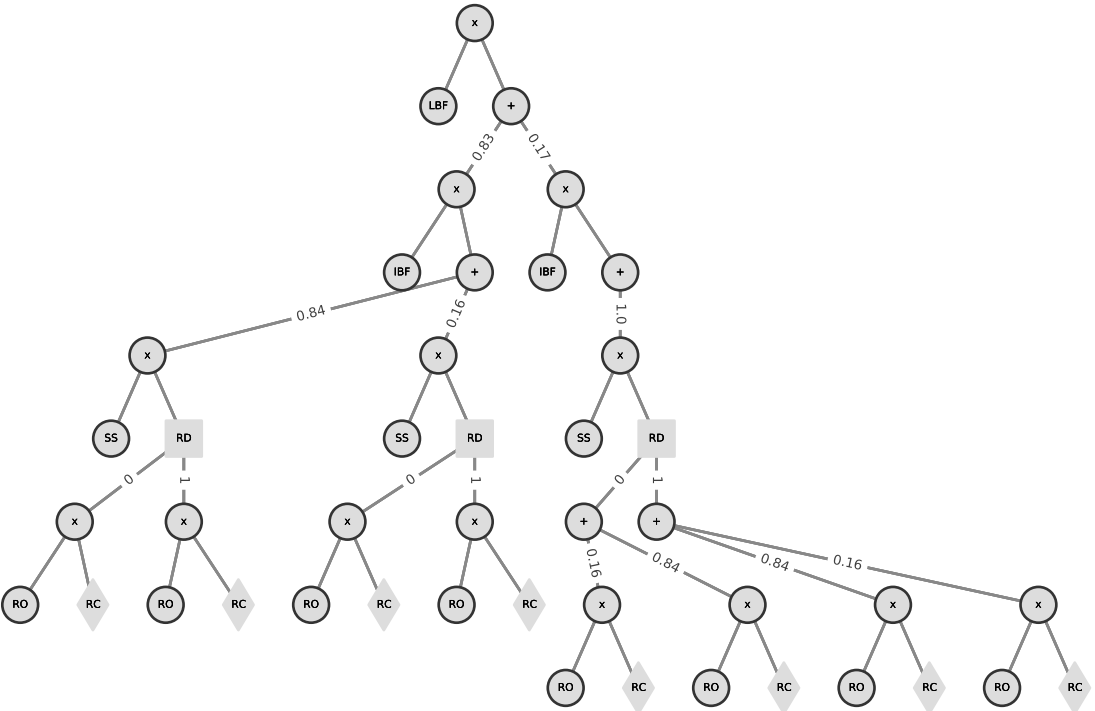 x
LBF +
0.83 0.17
x x
IBF + IBF +
0.84 0.16 1.0
x x x
SS RD SS RD SS RD
0 1 0 1 0 1
x x x x + +
0.16 0.84 0.84 0.16
RO RC RO RC RO RC RO RC x x x x
RO RC RO RC RO RC RO RC